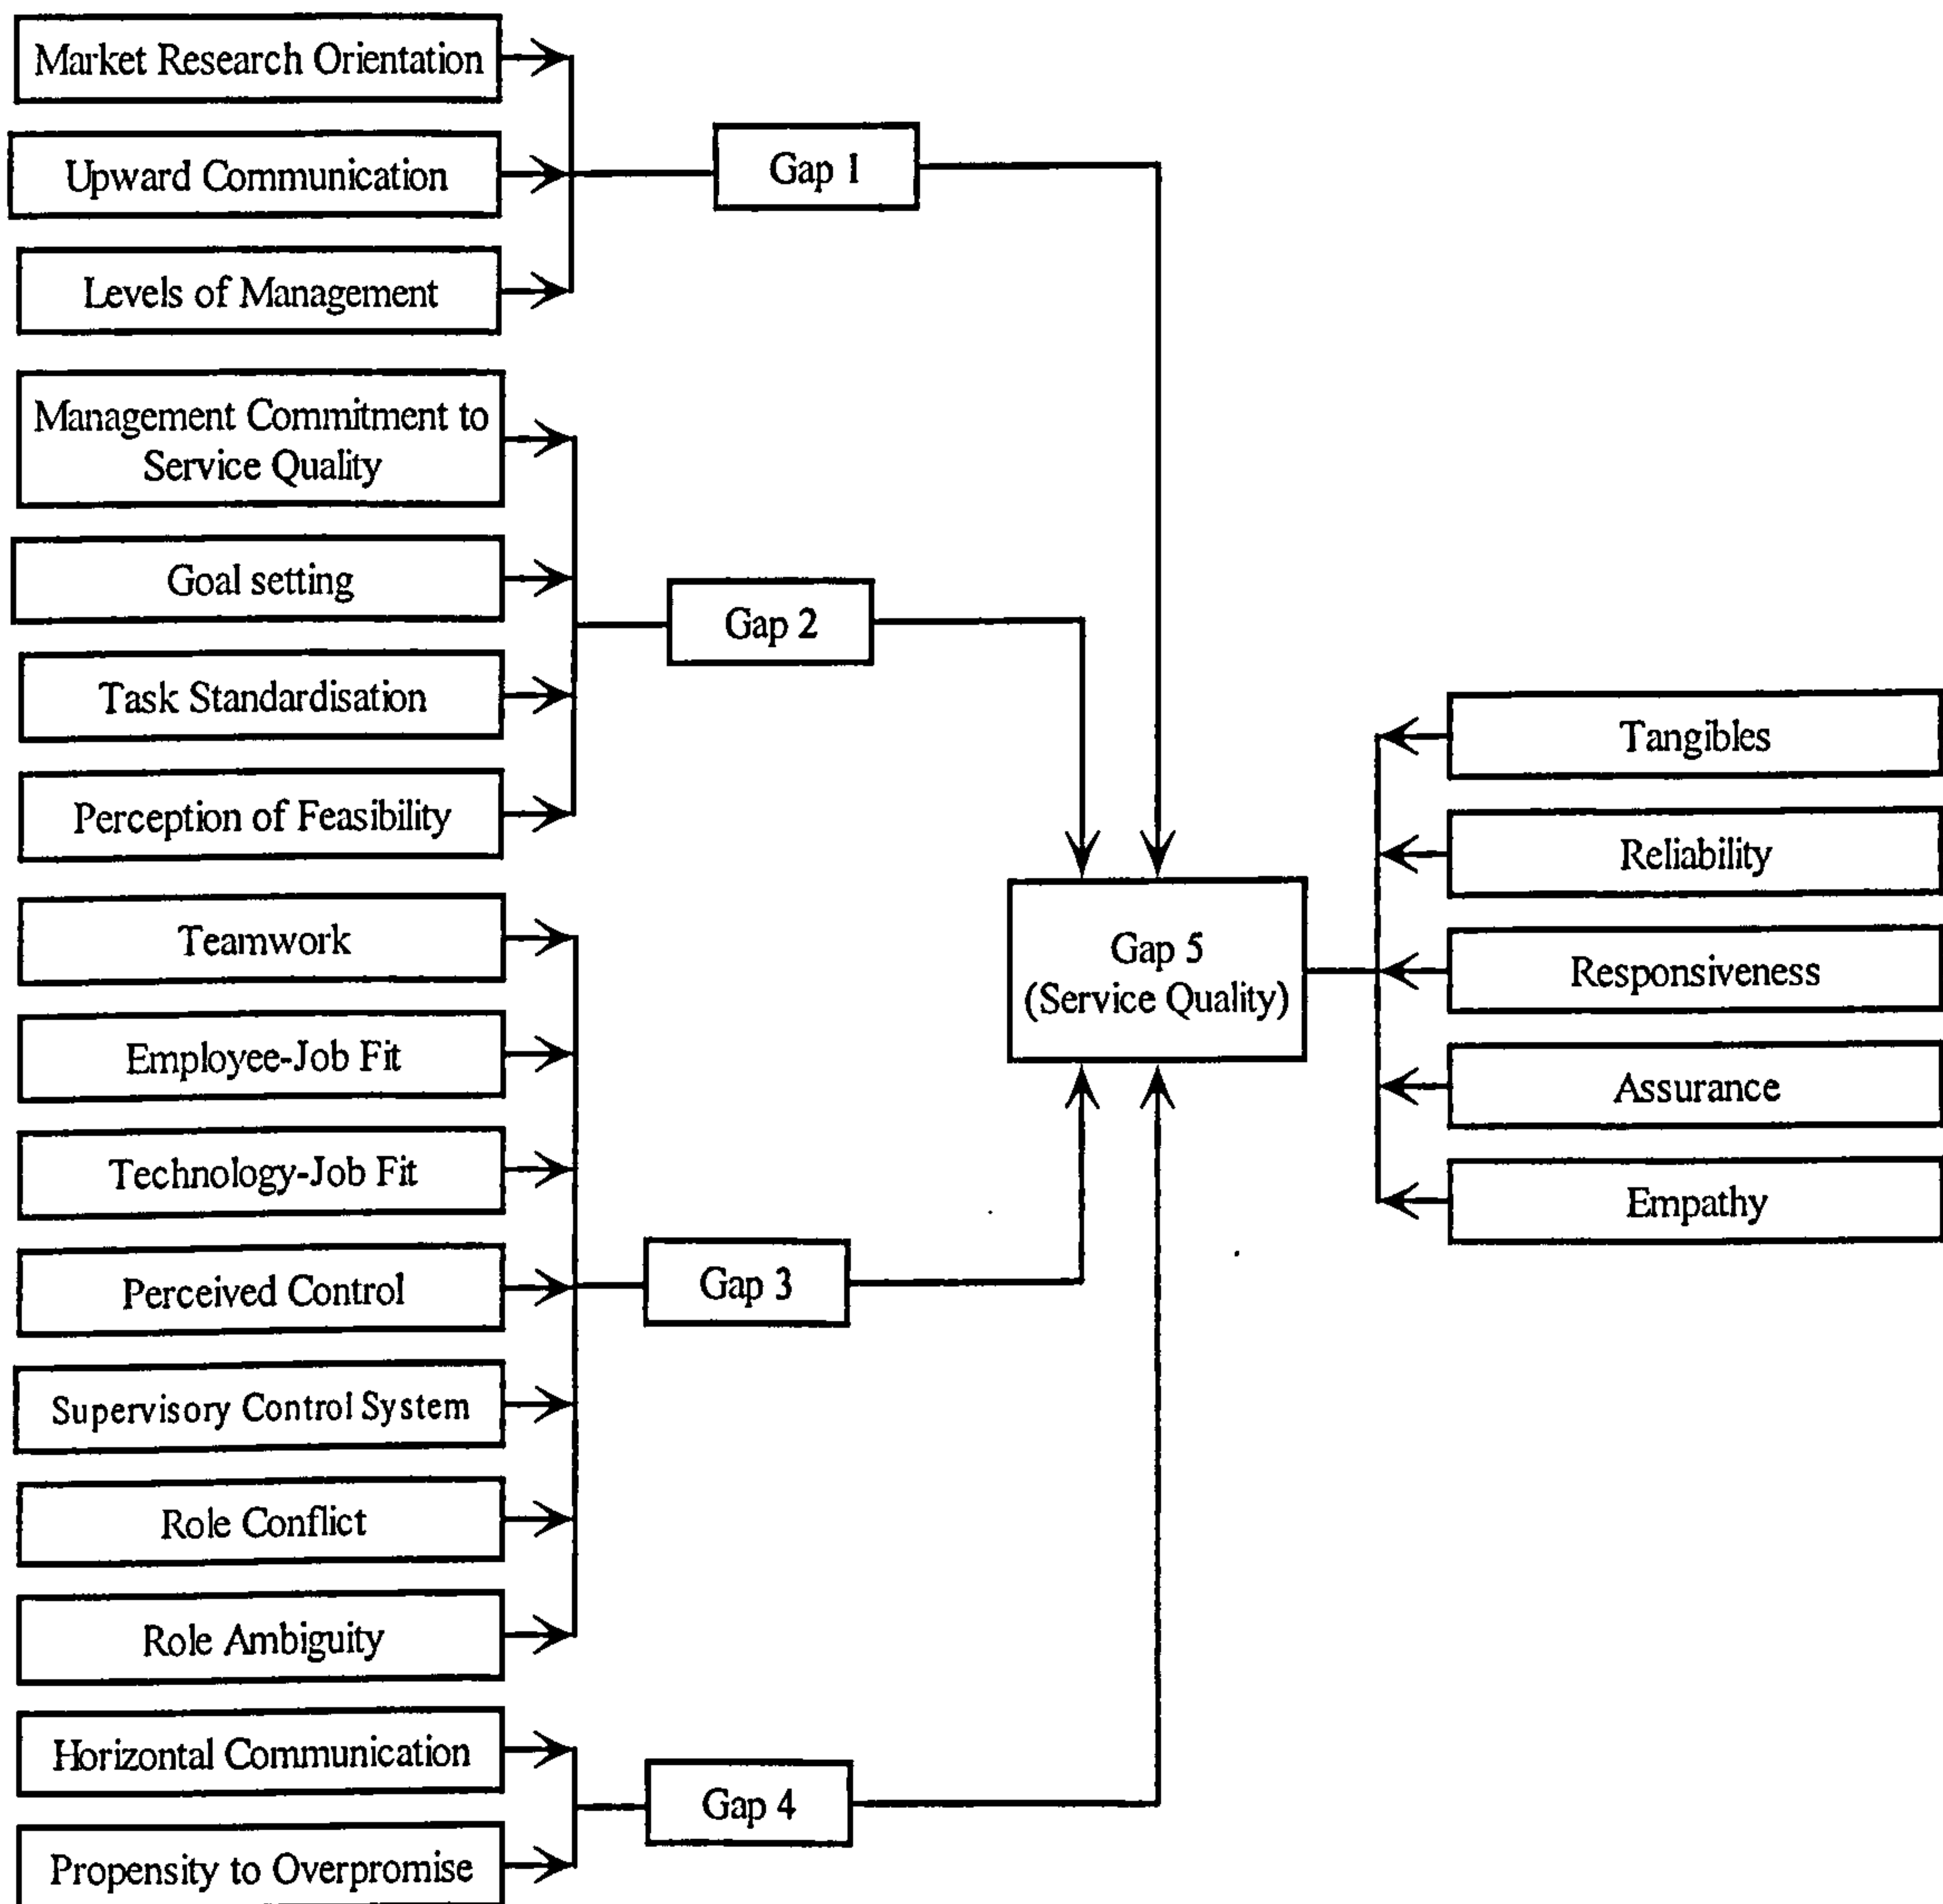 Market Research Orientation
Upward Communication
Levels of Management
Gap 1
Management Commitment to
Service Quality
Goal setting
Task Standardisation
Perception of Feasibility
Gap 2
Teamwork
Employee-Job Fit
Technology-Job Fit
Perceived Control
Supervisory Control System
Role Conflict
Role Ambiguity
Gap 3
Horizontal Communication
Propensity to Overpromise
Gap 4
Gap 5
(Service Quality)
Tangibles
Reliability
Responsiveness
Assurance
Empathy